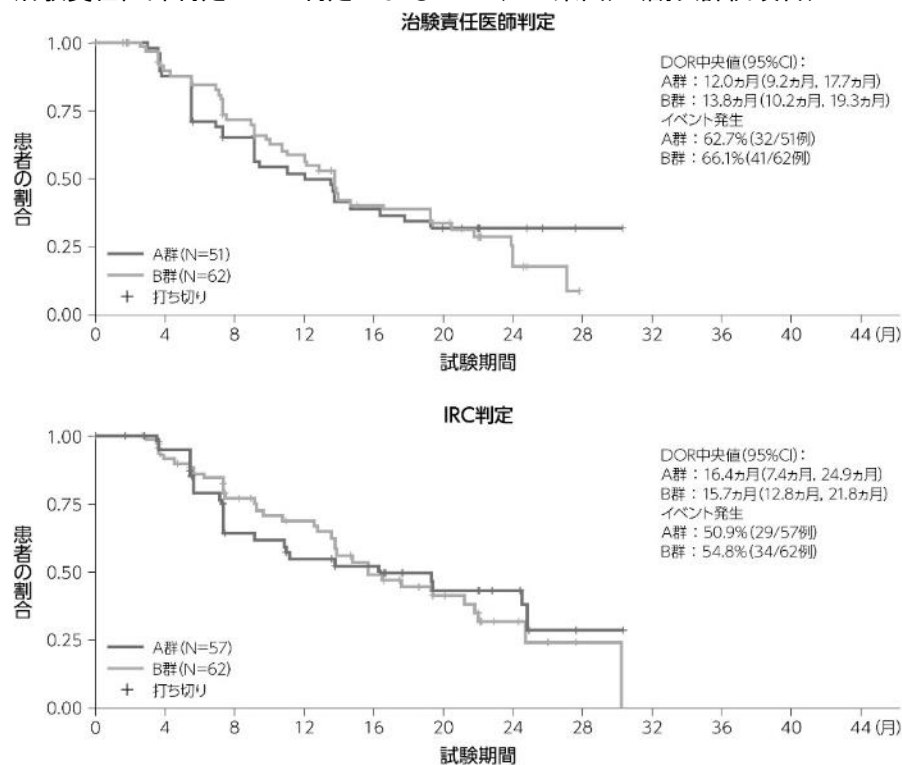 治験責任医師判定
1.00
0.75
0.50
0.25
0.00
患者の割合
DOR中央値(95%CI)：
A群：12.0ヵ月(9.2ヵ月, 17.7ヵ月)
B群：13.8ヵ月(10.2ヵ月, 19.3ヵ月)
イベント発生
A群：62.7%(32/51例)
B群：66.1%(41/62例)
A群(N=51)
B群(N=62)
打ち切り
0 4 8 12 16 20 24 28 32 36 40 44 (月)
試験期間
IRC判定
1.00
0.75
0.50
0.25
0.00
患者の割合
DOR中央値(95%CI)：
A群：16.4ヵ月(7.4ヵ月, 24.9ヵ月)
B群：15.7ヵ月(12.8ヵ月, 21.8ヵ月)
イベント発生
A群：50.9%(29/57例)
B群：54.8%(34/62例)
A群(N=57)
B群(N=62)
打ち切り
0 4 8 12 16 20 24 28 32 36 40 44 (月)
試験期間